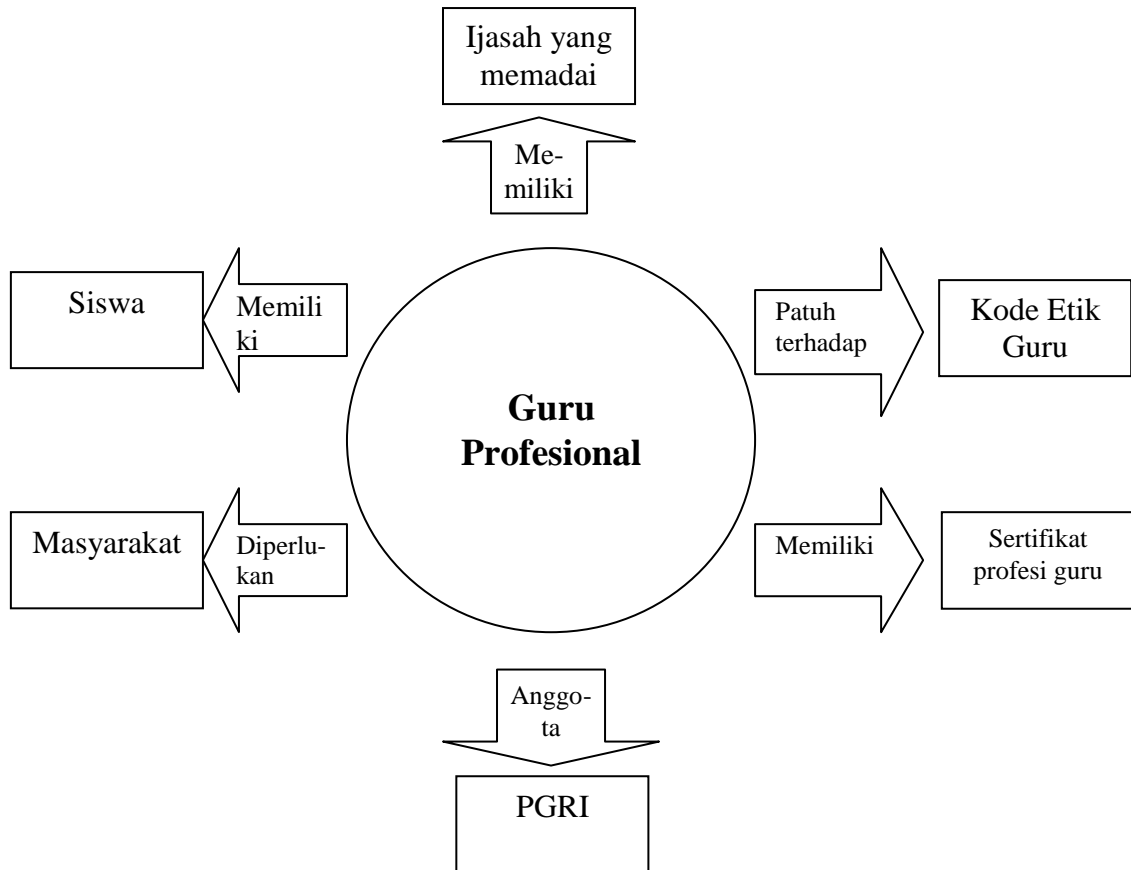 Ijasah yang
memadai
Me-
miliki
Siswa
Memili
ki
Patuh
terhadap
Kode Etik
Guru
Guru
Profesional
Masyarakat
Diperlu-
kan
Memiliki
Sertifikat
profesi guru
Anggo-
ta
PGRI